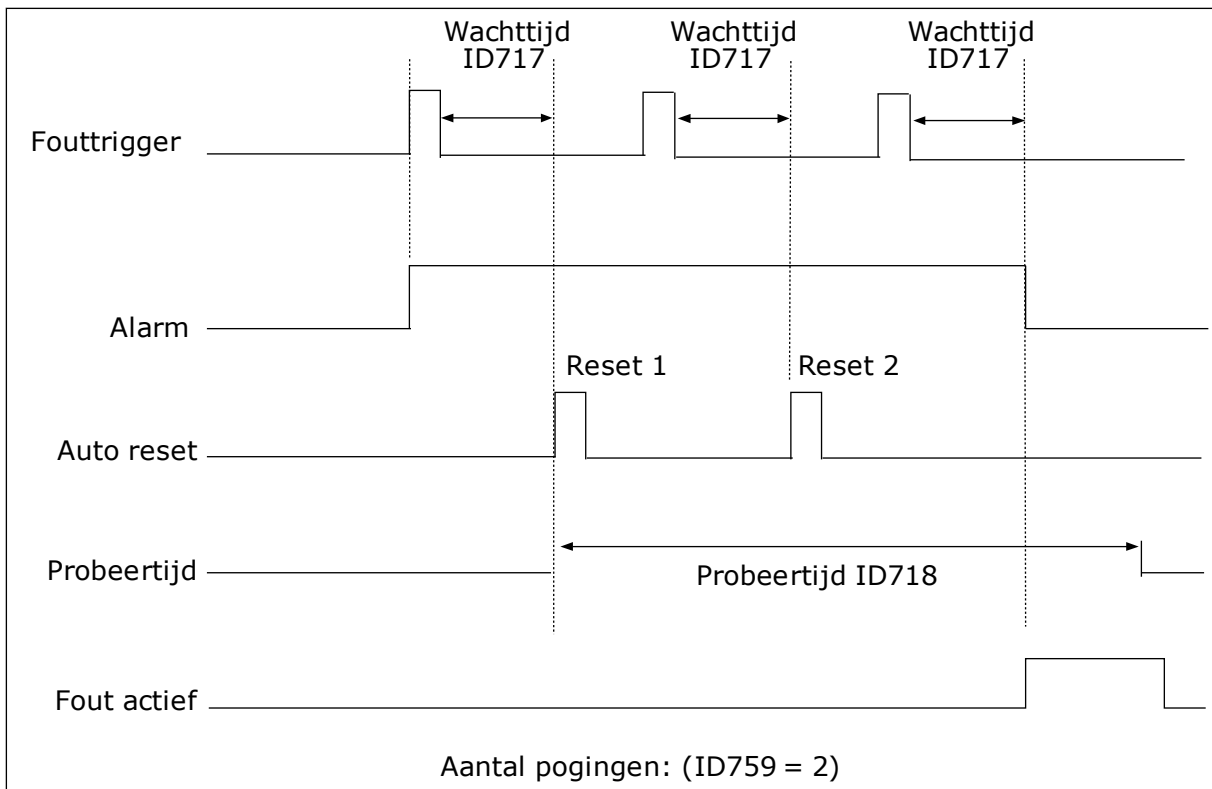 Wachttijd
ID717
Wachttijd
ID717
Wachttijd
ID717
Fouttrigger
Alarm
Reset 1
Reset 2
Auto reset
Probeertijd
Probeertijd ID718
Fout actief
Aantal pogingen: (ID759 = 2)